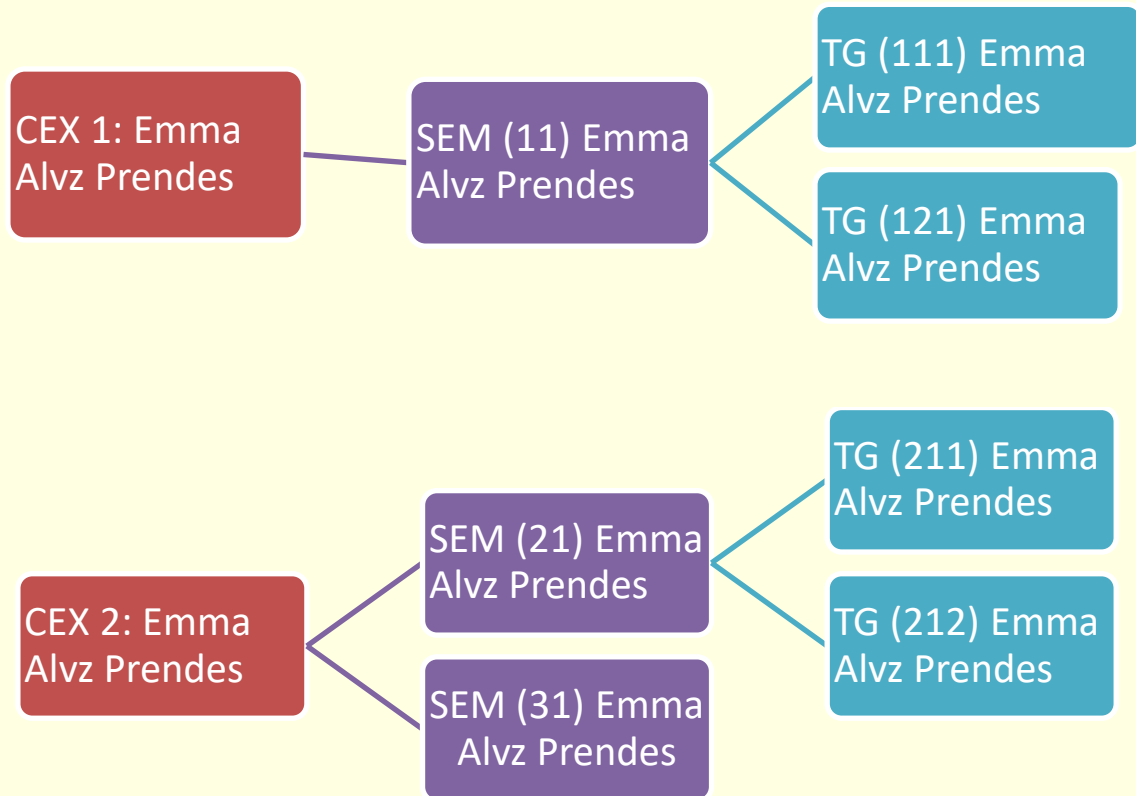 CEX 1: Emma
Alvz Prendes
SEM (11) Emma
Alvz Prendes
TG (111) Emma
Alvz Prendes
TG (121) Emma
Alvz Prendes
CEX 2: Emma
Alvz Prendes
SEM (21) Emma
Alvz Prendes
SEM (31) Emma
Alvz Prendes
TG (211) Emma
Alvz Prendes
TG (212) Emma
Alvz Prendes